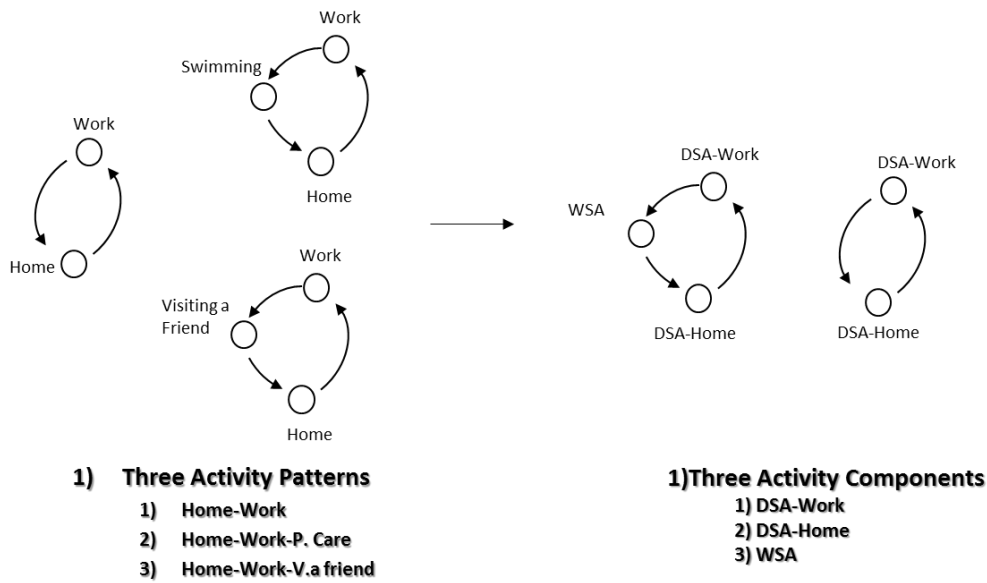 Work
Swimming
Home
Work
Home
Work
Visiting a
Friend
Home
DSA-Work
WSA
DSA-Home
DSA-Work
DSA-Home
1) Three Activity Patterns
1) Home-Work
2) Home-Work-P. Care
3) Home-Work-V.a friend
1)Three Activity Components
1) DSA-Work
2) DSA-Home
3) WSA